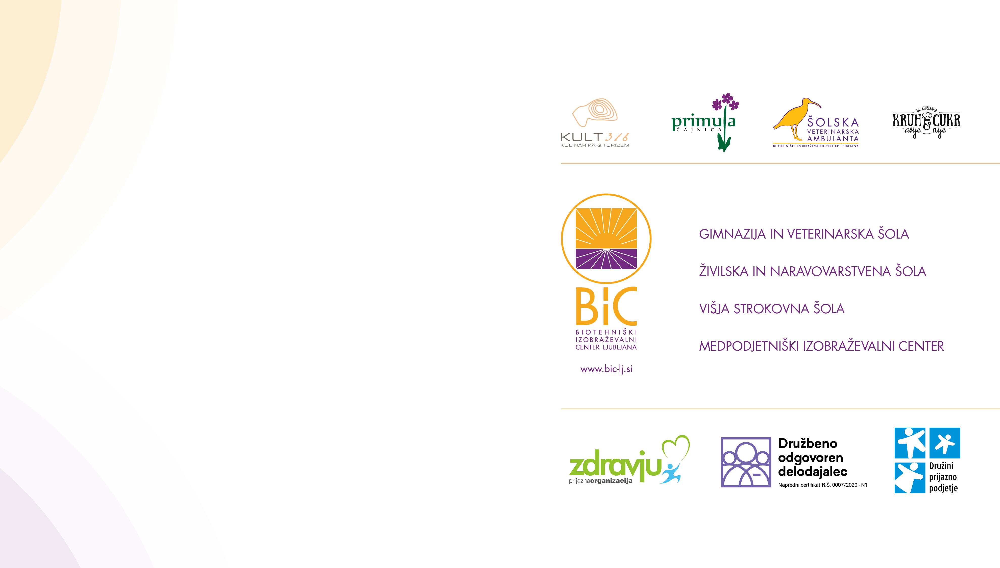 KULT 316
KULINARIKA & TURIZEM
primula
ČAJNICA
ŠOLSKA
VETERINARSKA
AMBULANTA
BIOTEHNIŠKI IZOBRAŽEVALNI CENTER LJUBLJANA
BIC LJUBLJANA
KRUH & CUKR
arije nije
BiC
BIOTEHNIŠKI
IZOBRAŽEVALNI
CENTER LJUBLJANA
www.bic-lj.si
GIMNAZIJA IN VETERINARSKA ŠOLA
ŽIVILSKA IN NARAVOVARSTVENA ŠOLA
VIŠJA STROKOVNA ŠOLA
MEDPODJETNIŠKI IZOBRAŽEVALNI CENTER
zdravju
prijaznaorganizacija
Družbeno
odgovoren
delodajalec
Napredni certifikat R.Š. 0007/2020 - N1
Družini
prijazno
podjetje